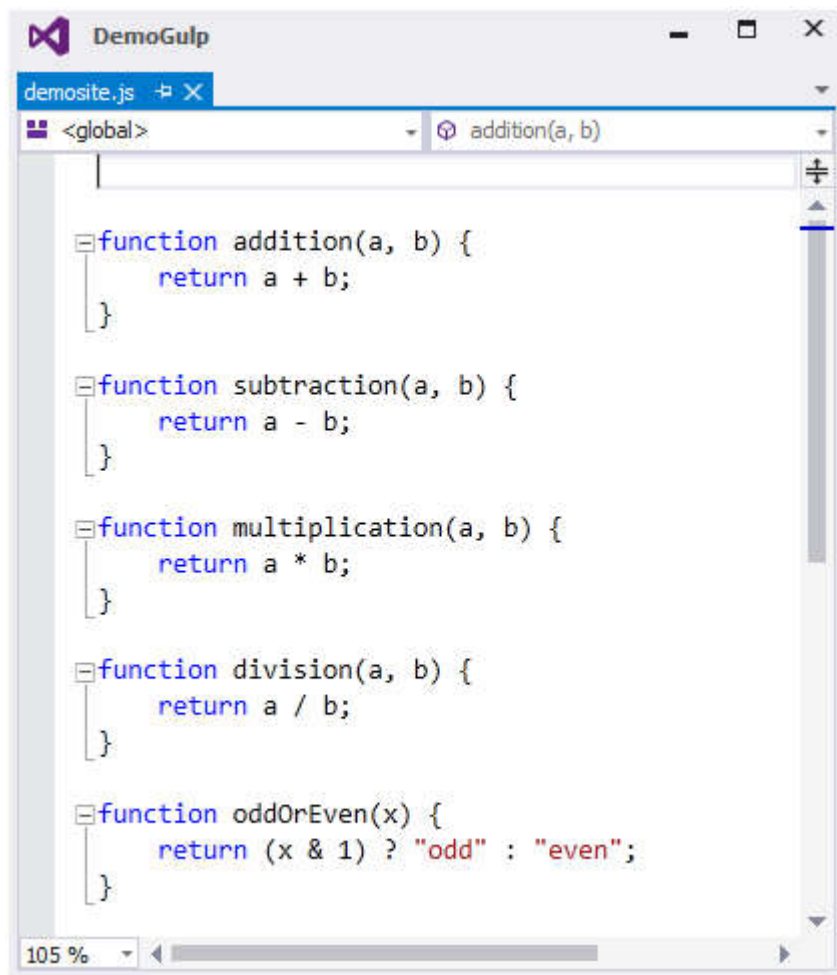 DemoGulp
demosite.js
<global> addition(a, b)
function addition(a, b) {
return a + b;
}
function subtraction(a, b) {
return a - b;
}
function multiplication(a, b) {
return a * b;
}
function division(a, b) {
return a / b;
}
function oddOrEven(x) {
return (x & 1) ? "odd" : "even";
}
105 %